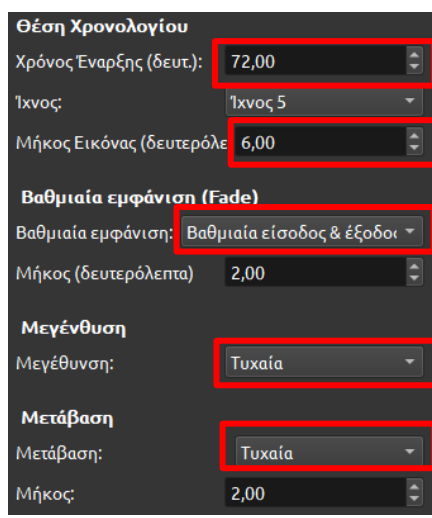 Θέση Χρονολογίου
Χρόνος Έναρξης (δευτ.): 72,00
Ίχνος: Ίχνος 5
Μήκος Εικόνας (δευτερόλε 6,00
Βαθμιαία εμφάνιση (Fade)
Βαθμιαία εμφάνιση: Βαθμιαία είσοδος & έξοδος
Μήκος (δευτερόλεπτα) 2,00
Μεγένθυση
Μεγέθυνση: Τυχαία
Μετάβαση
Μετάβαση: Τυχαία
Μήκος: 2,00